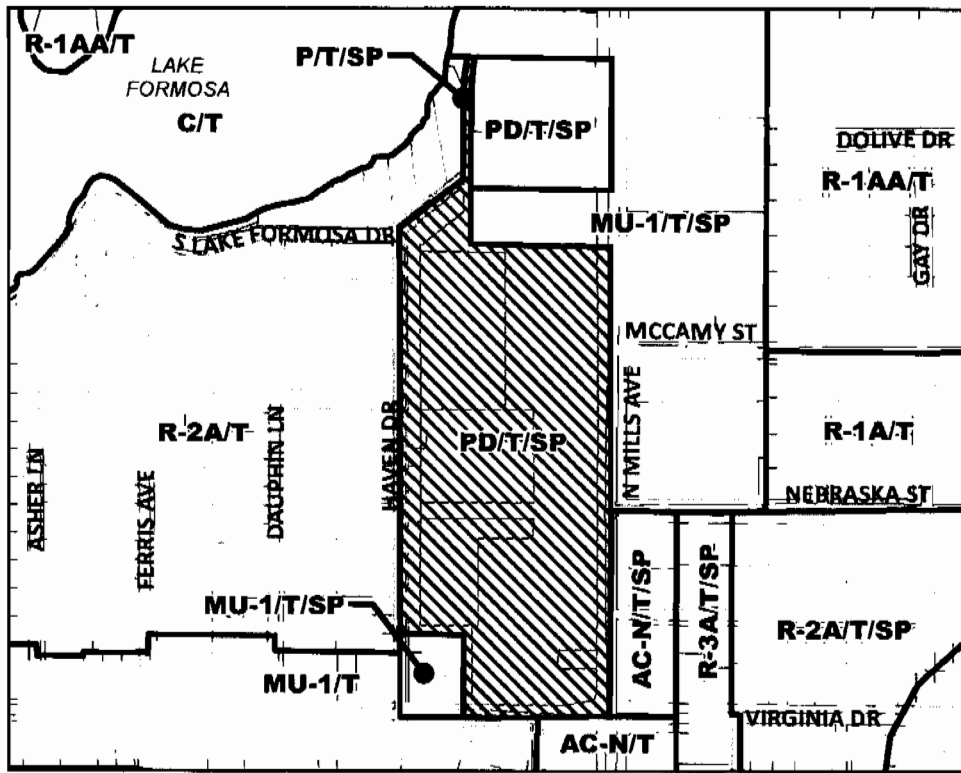 R-1AA/T
LAKE
FORMOSA
C/T
P/T/SP
PD/T/SP
DOLIVE DR
R-1AA/T
GAY DR
MU-1/T/SP
S LAKE FORMOSA DR
MCCAMY ST
N MILLS AVE
R-1A/T
NEBRASKA ST
R-2A/T
HAVEN DR
PD/T/SP
DAUPHIN LN
ASHER LN
FERRIS AVE
MU-1/T/SP
AC-N/T/SP
R-3A/T/SP
R-2A/T/SP
MU-1/T
VIRGINIA DR
AC-N/T